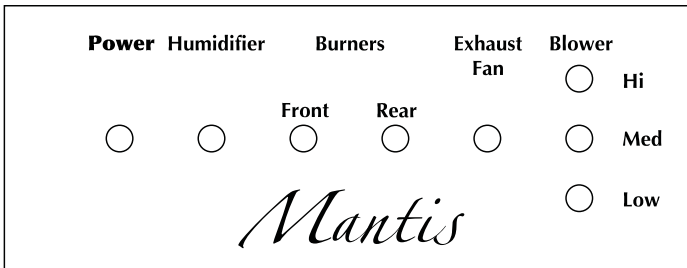 Power Humidifier Burners Exhaust Fan Blower
Hi
Front Rear
Med
Low
Mantis